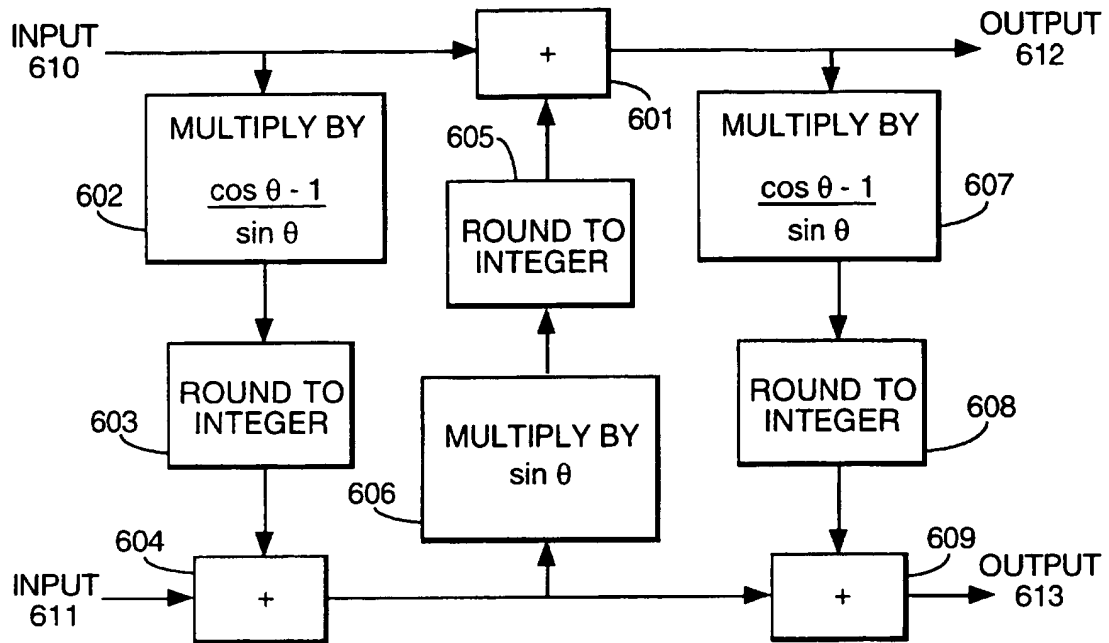 INPUT
610
+
601
OUTPUT
612
602
MULTIPLY BY
cos θ - 1
sin θ
605
ROUND TO
INTEGER
MULTIPLY BY
cos θ - 1
sin θ
607
603
ROUND TO
INTEGER
606
MULTIPLY BY
sin θ
ROUND TO
INTEGER
608
INPUT
611
604
+
+
609
OUTPUT
613